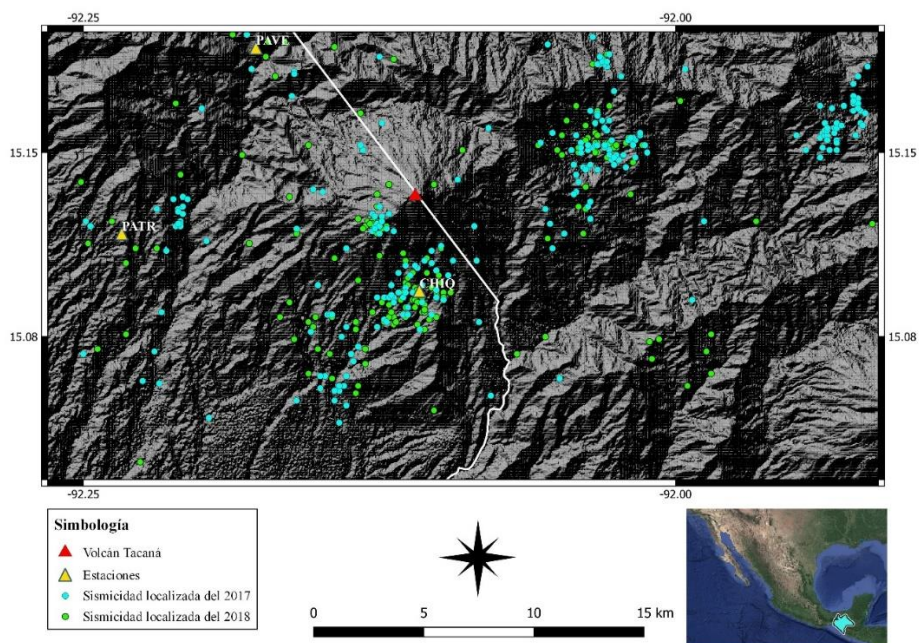 -92.25
-92.00
PAVE
15.15
15.15
PATR
CHIQ
15.08
15.08
-92.25
-92.00
Simbología
Volcán Tacaná
Estaciones
Sismicidad localizada del 2017
Sismicidad localizada del 2018
0 5 10 15 km